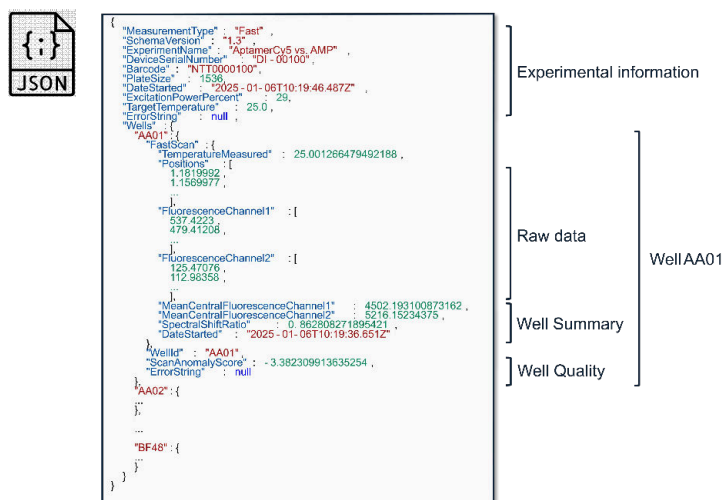 {;}
JSON
{
"MeasurementType" : "Fast" ,
"SchemaVersion" : "1.3" ,
"ExperimentName" : "AptamerCy5 vs. AMP" ,
"DeviceSerialNumber" : "DI - 00100" ,
"Barcode" : "NTT0000100" ,
"PlateSize" : 1536,
"DateStarted" : "2025 - 01- 06T10:19:46.487Z" ,
"ExcitationPowerPercent" : 29,
"TargetTemperature" : 25.0 ,
"ErrorString" : null ,
"Wells" : {
"AA01" : {
"FastScan" : {
"TemperatureMeasured" : 25.001266479492188 ,
"Positions" : [
1.1819992 ,
1.1569977 ,
...
],
"FluorescenceChannel1" : [
537.4223 ,
479.41208 ,
...
],
"FluorescenceChannel2" : [
125.47076 ,
112.98358 ,
...
],
"MeanCentralFluorescenceChannel1" : 4502.193100873162 ,
"MeanCentralFluorescenceChannel2" : 5216.15234375 ,
"SpectralShiftRatio" : 0. 862808271895421 ,
"DateStarted" : "2025 - 01- 06T10:19:36.651Z"
},
"WellId" : "AA01" ,
"ScanAnomalyScore" : - 3.382309913635254 ,
"ErrorString" : null
},
"AA02" : {
...
},
...
"BF48" : {
...
}
}
}
Experimental information
Raw data
Well AA01
Well Summary
Well Quality